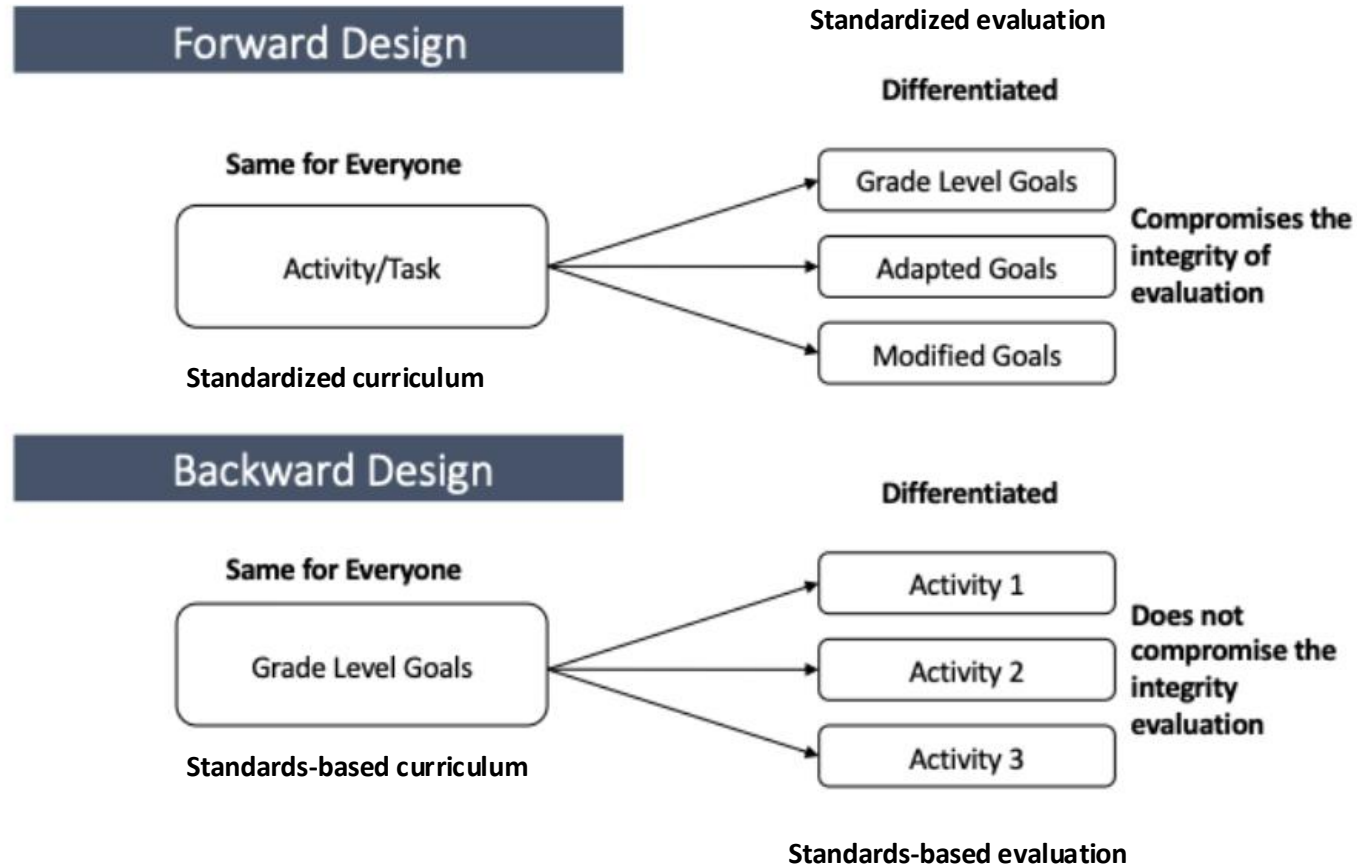 Standardized evaluation
Forward Design
Differentiated
Same for Everyone
Activity/Task
Standardized curriculum
Grade Level Goals
Adapted Goals
Modified Goals
Compromises the
integrity of
evaluation
Backward Design
Differentiated
Same for Everyone
Grade Level Goals
Standards-based curriculum
Activity 1
Activity 2
Activity 3
Does not
compromise the
integrity
evaluation
Standards-based evaluation